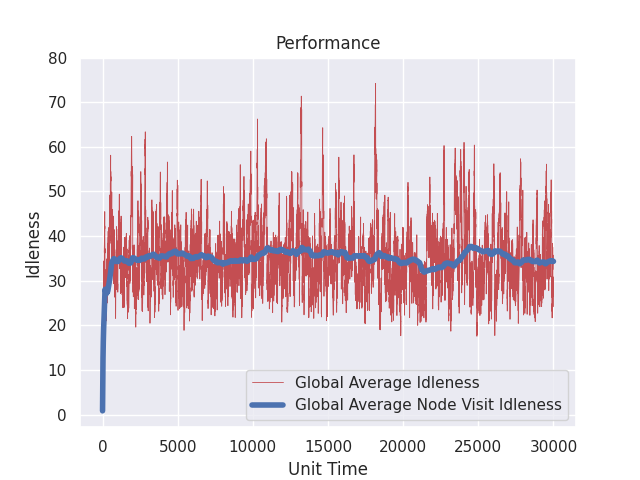 Performance
80
70
60
50
40
30
20
10
0
Idleness
Global Average Idleness
Global Average Node Visit Idleness
0 5000 10000 15000 20000 25000 30000
Unit Time